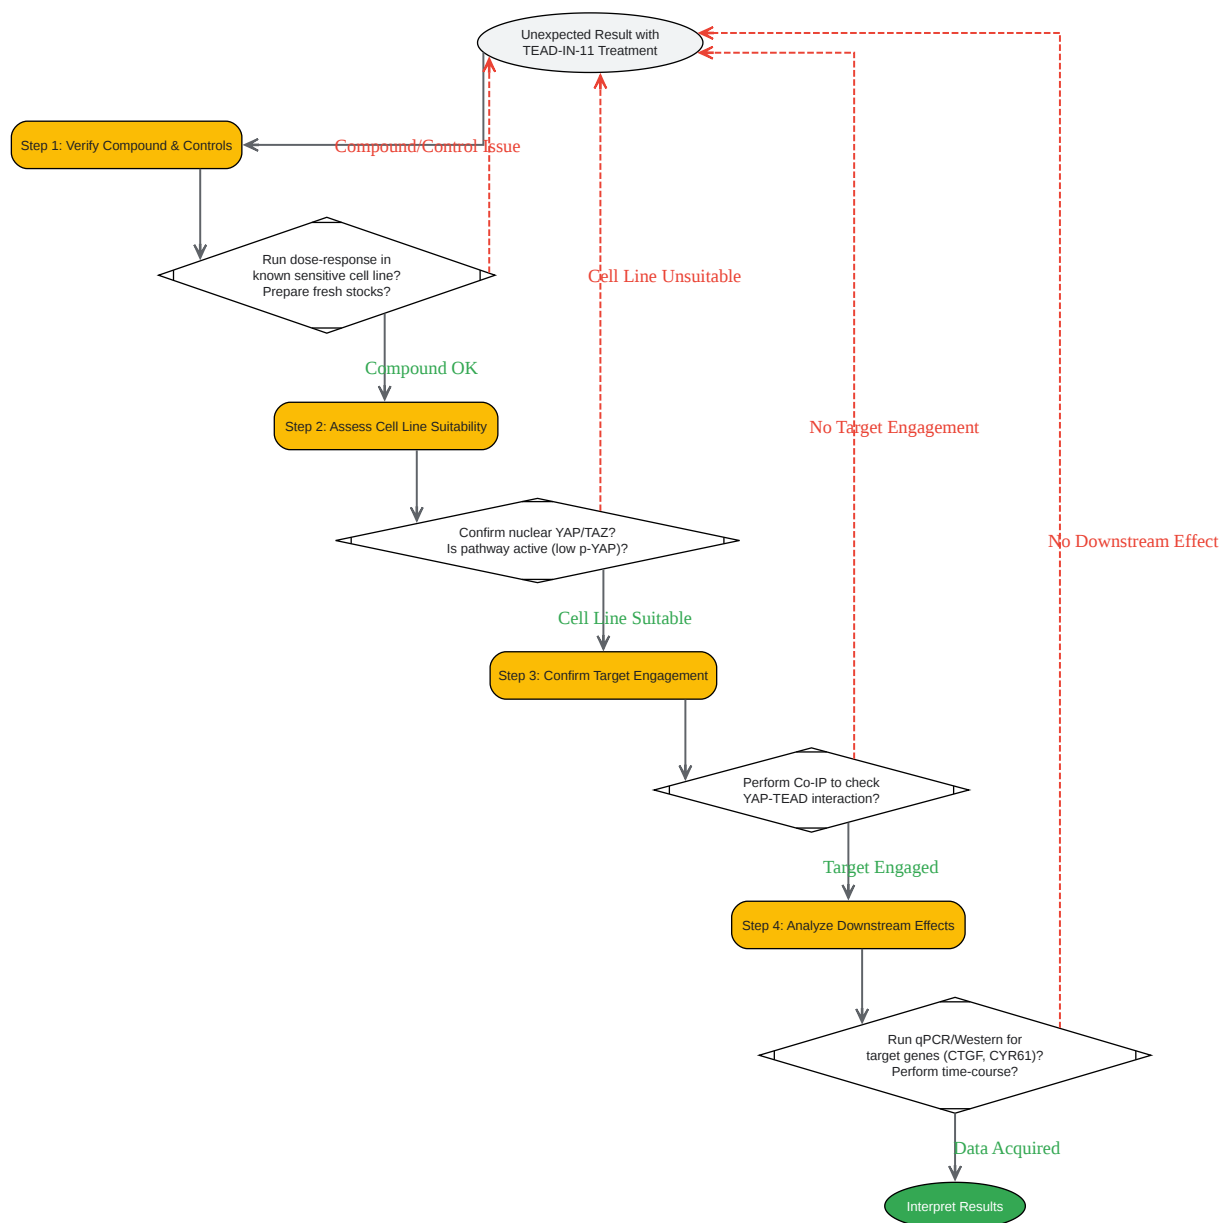 Unexpected Result with
TEAD-IN-11 Treatment
Step 1: Verify Compound & Controls
Compound/Control Issue
Run dose-response in
known sensitive cell line?
Prepare fresh stocks?
Cell Line Unsuitable
Compound OK
Step 2: Assess Cell Line Suitability
No Target Engagement
Confirm nuclear YAP/TAZ?
Is pathway active (low p-YAP)?
No Downstream Effect
Cell Line Suitable
Step 3: Confirm Target Engagement
Perform Co-IP to check
YAP-TEAD interaction?
Target Engaged
Step 4: Analyze Downstream Effects
Run qPCR/Western for
target genes (CTGF, CYR61)?
Perform time-course?
Data Acquired
Interpret Results